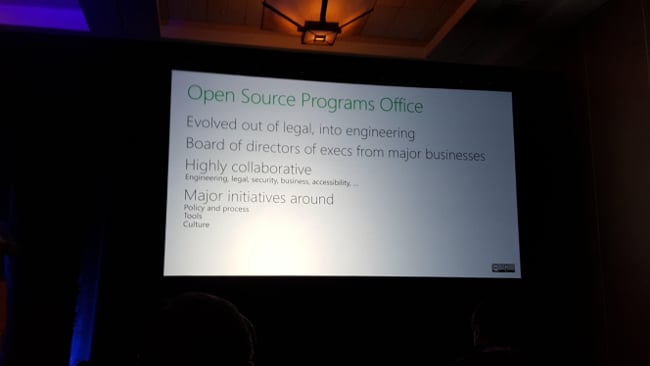 Open Source Programs Office
Evolved out of legal, into engineering
Board of directors of execs from major businesses
Highly collaborative
Engineering, legal, security, business, accessibility, ...
Major initiatives around
Policy and process
Tools
Culture